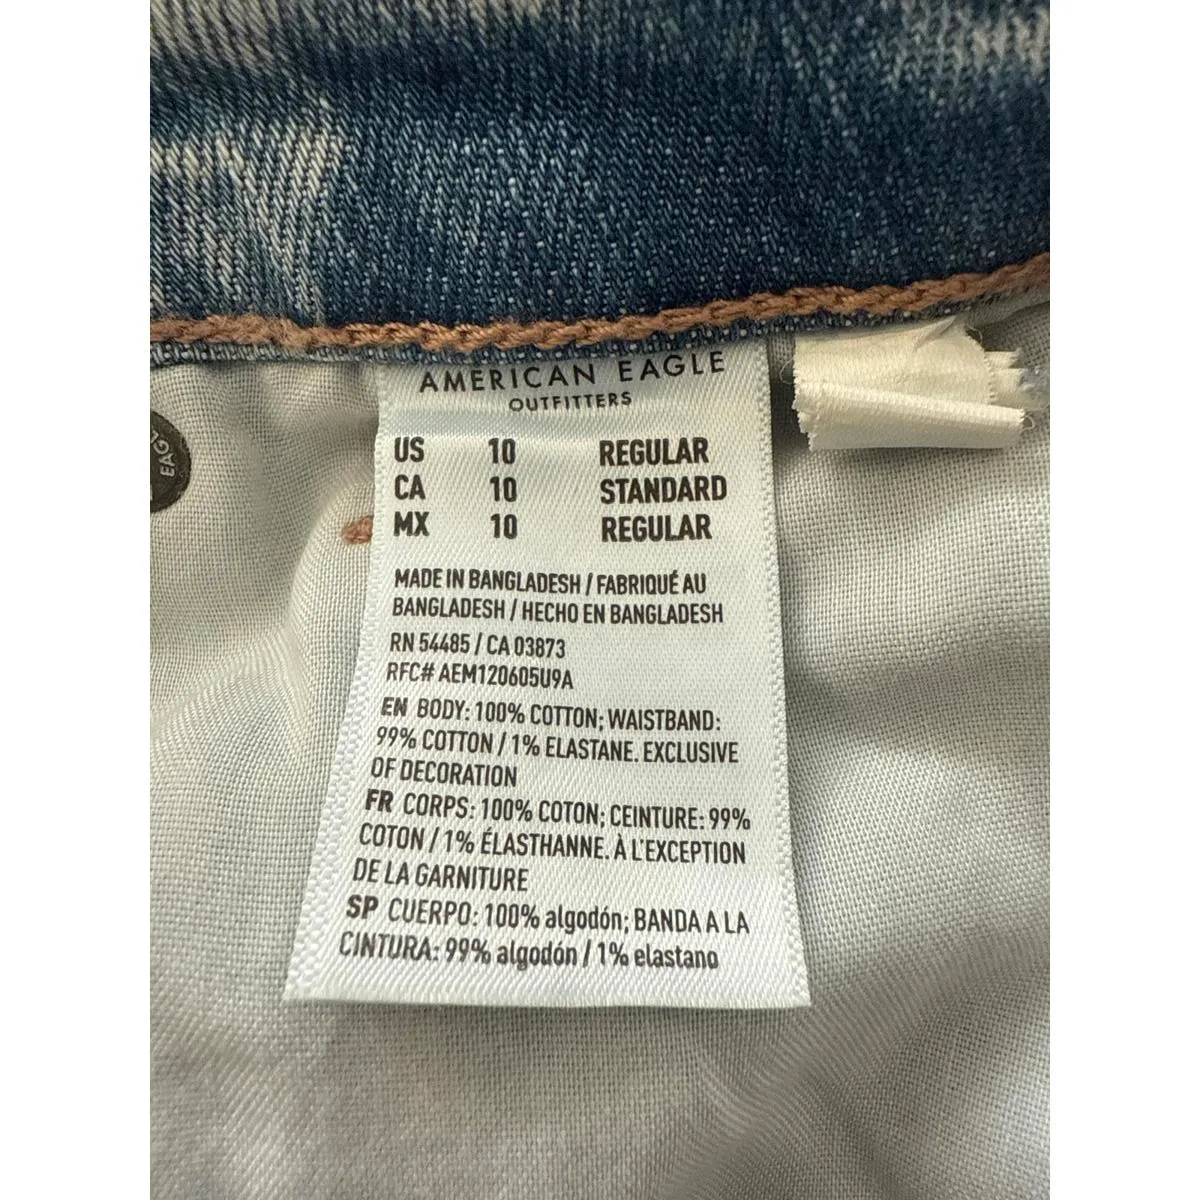 AMERICAN EAGLE
OUTFITTERS
US 10 REGULAR
CA 10 STANDARD
MX 10 REGULAR
MADE IN BANGLADESH / FABRIQUÉ AU
BANGLADESH / HECHO EN BANGLADESH
RN 54485 / CA 03873
RFC# AEM120605U9A
EN BODY: 100% COTTON; WAISTBAND:
99% COTTON / 1% ELASTANE. EXCLUSIVE
OF DECORATION
FR CORPS: 100% COTON; CEINTURE: 99%
COTON / 1% ÉLASTHANNE. À L'EXCEPTION
DE LA GARNITURE
SP CUERPO: 100% algodón; BANDA A LA
CINTURA: 99% algodón / 1% elastano